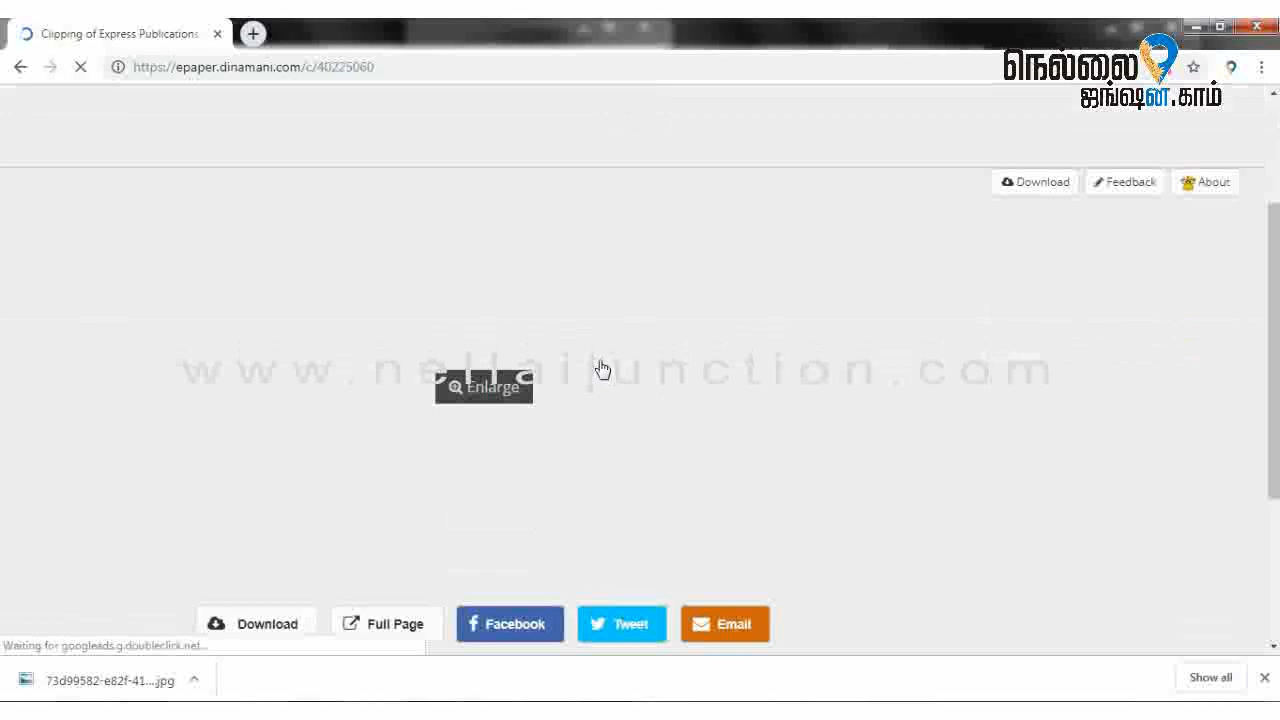 Clipping of Express Publications
https://epaper.dinamani.com/c/40225060
நெல்லை
ஜங்ஷன்.காம்
Download Feedback About
www.nellaijunction.com
Enlarge
Download Full Page Facebook Tweet Email
Waiting for googleads.g.doubleclick.net...
73d99582-e82f-41....jpg Show all